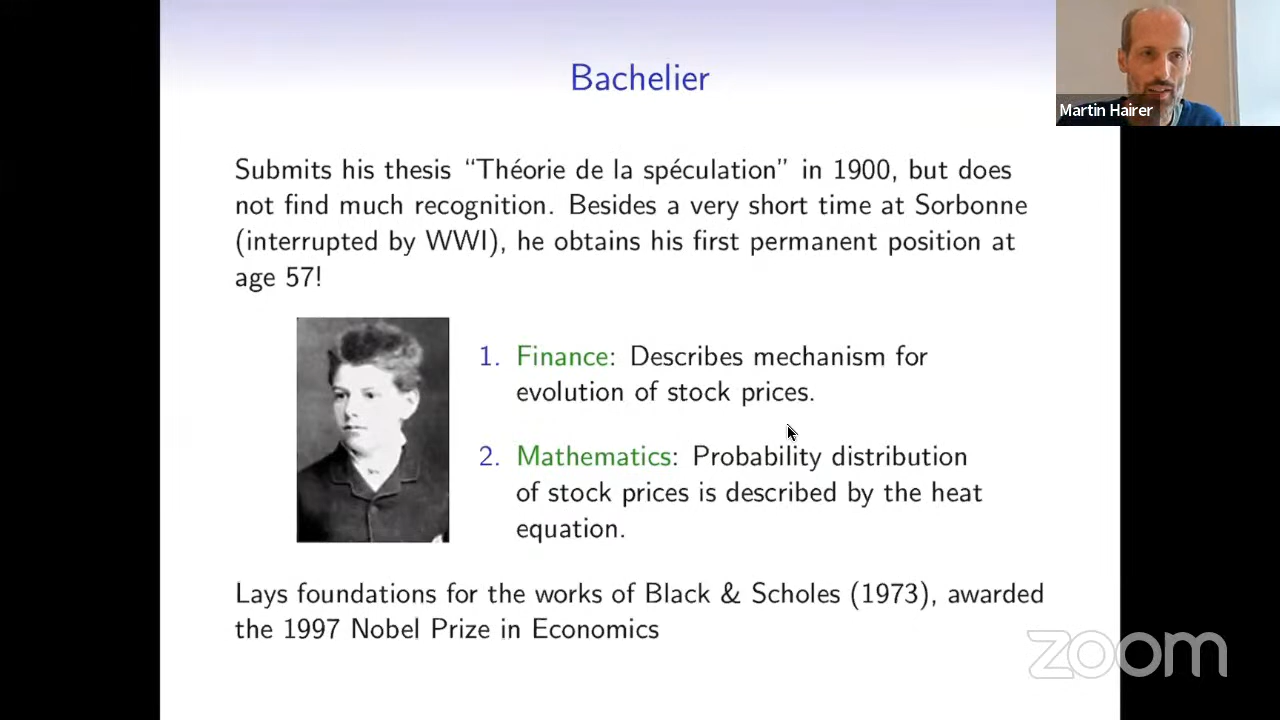 Bachelier
Martin Hairer
Submits his thesis “Théorie de la spéculation” in 1900, but does
not find much recognition. Besides a very short time at Sorbonne
(interrupted by WWI), he obtains his first permanent position at
age 57!
1. Finance: Describes mechanism for
evolution of stock prices.
2. Mathematics: Probability distribution
of stock prices is described by the heat
equation.
Lays foundations for the works of Black & Scholes (1973), awarded
the 1997 Nobel Prize in Economics
zoom